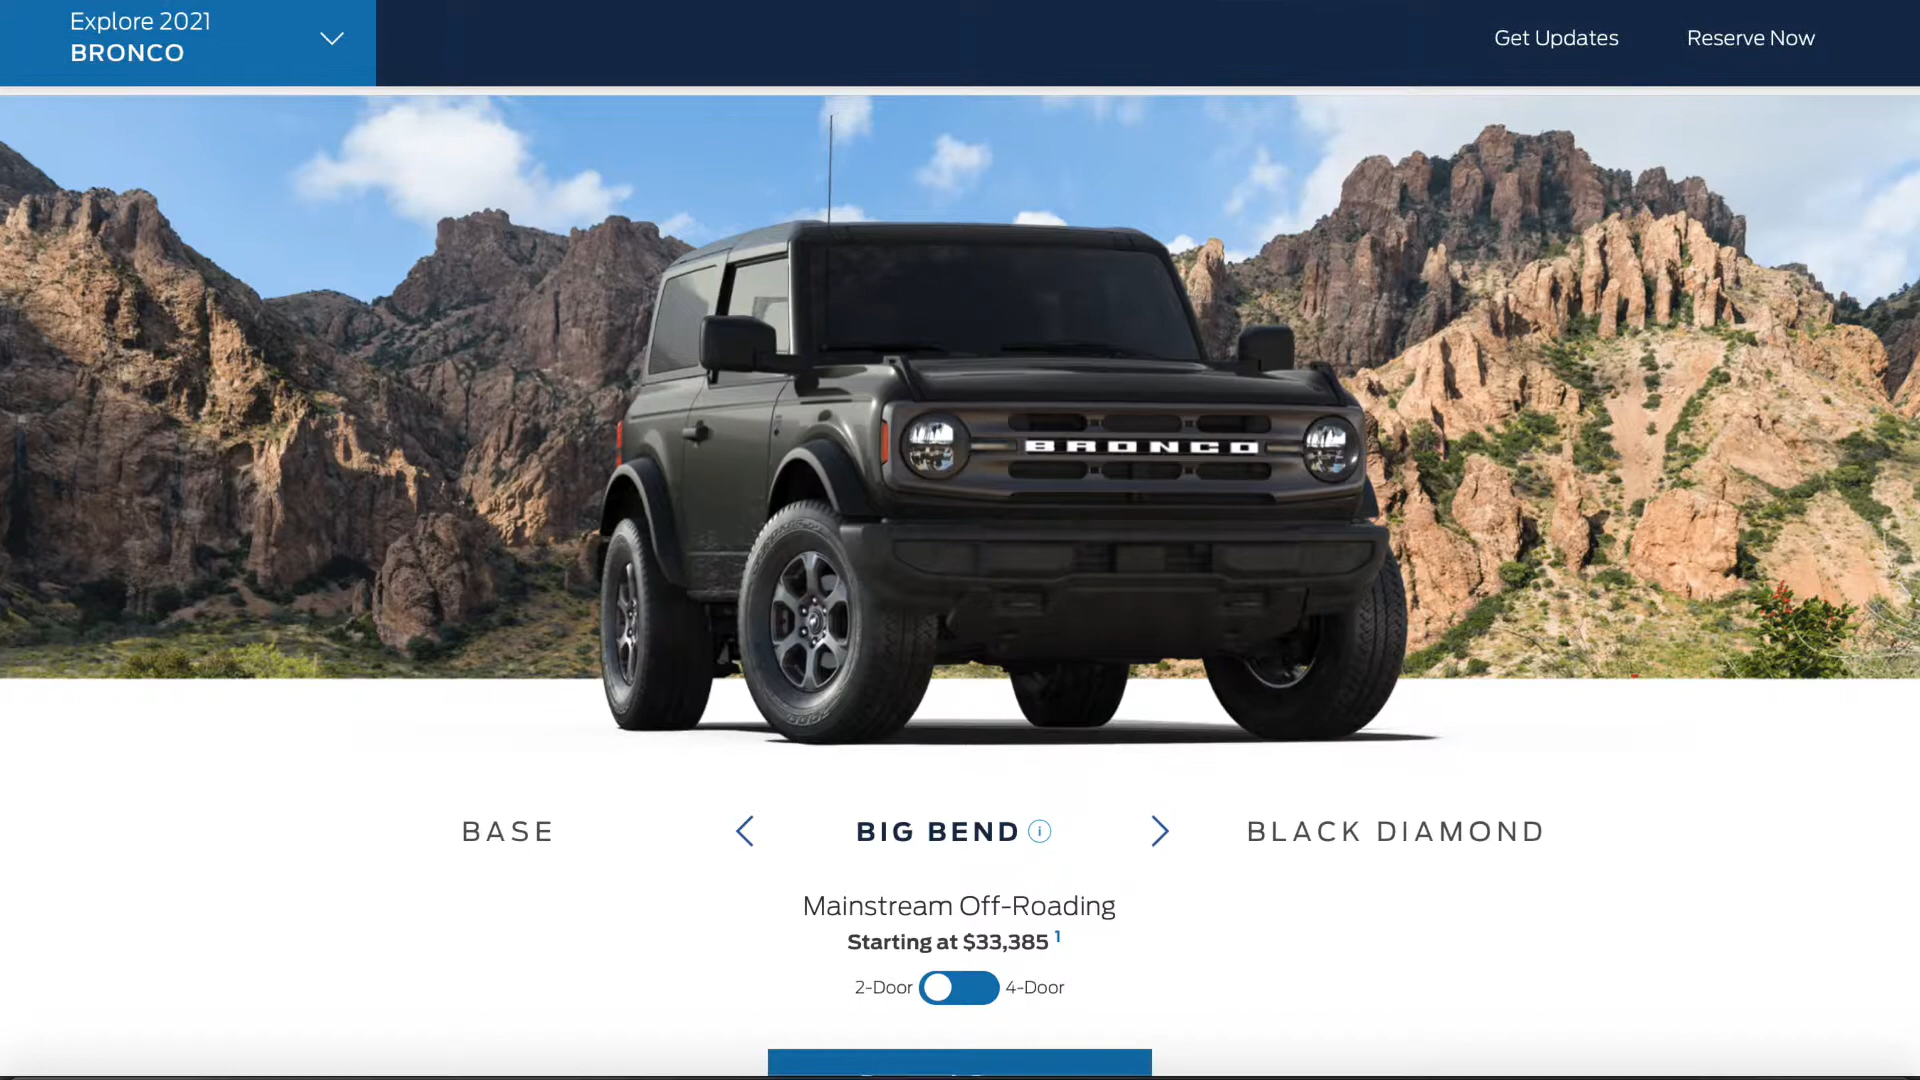 Explore 2021
BRONCO
Get Updates
Reserve Now
BRONCO
BASE
BIG BEND
BLACK DIAMOND
Mainstream Off-Roading
Starting at $33,385 1
2-Door
4-Door